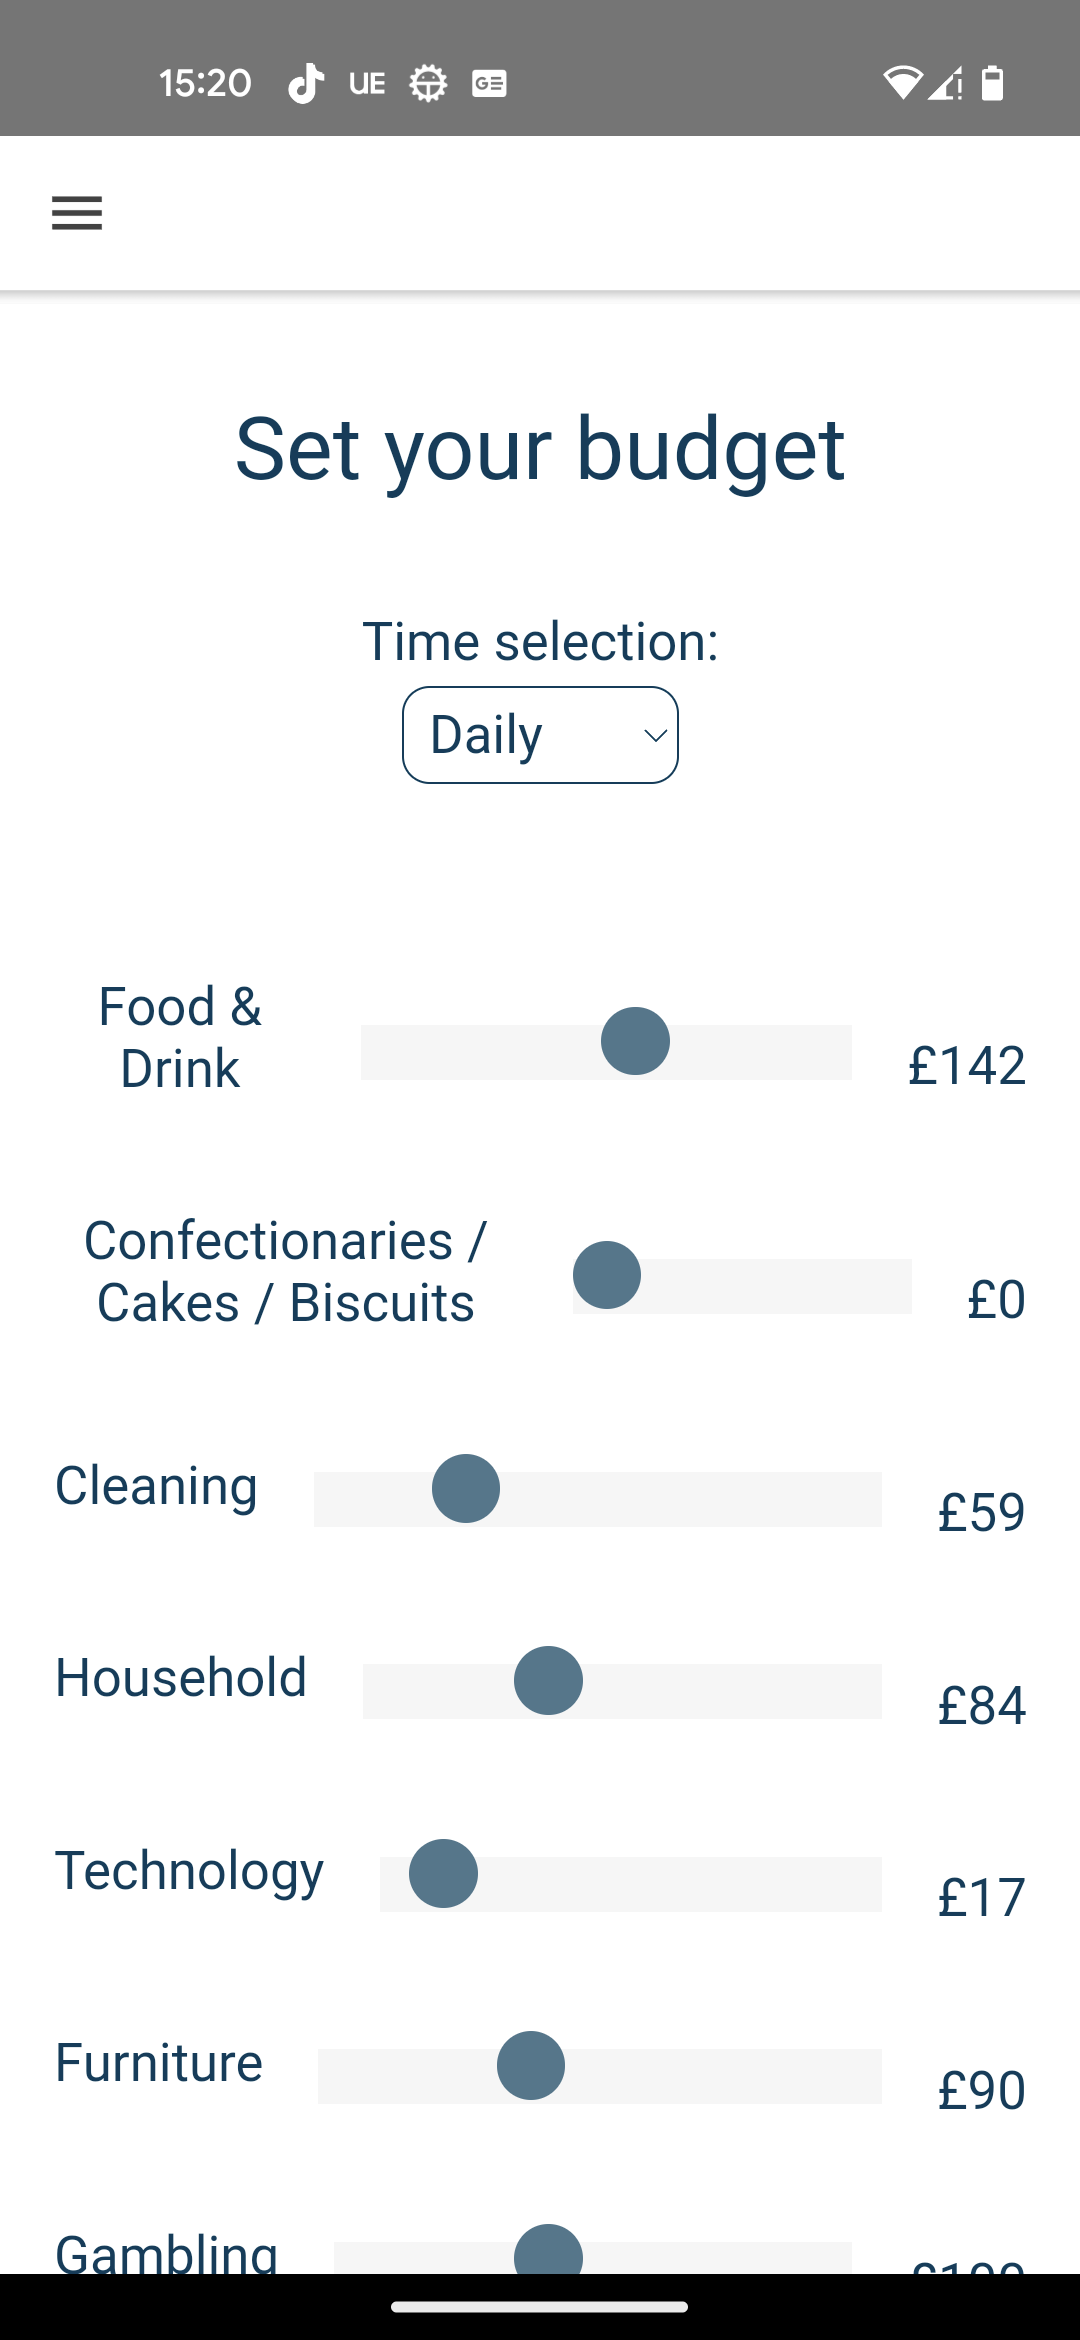 15:20 UE GE
Set your budget
Time selection:
Daily
Food &
Drink
£142
Confectionaries /
Cakes / Biscuits
£0
Cleaning
£59
Household
£84
Technology
£17
Furniture
£90
Gambling